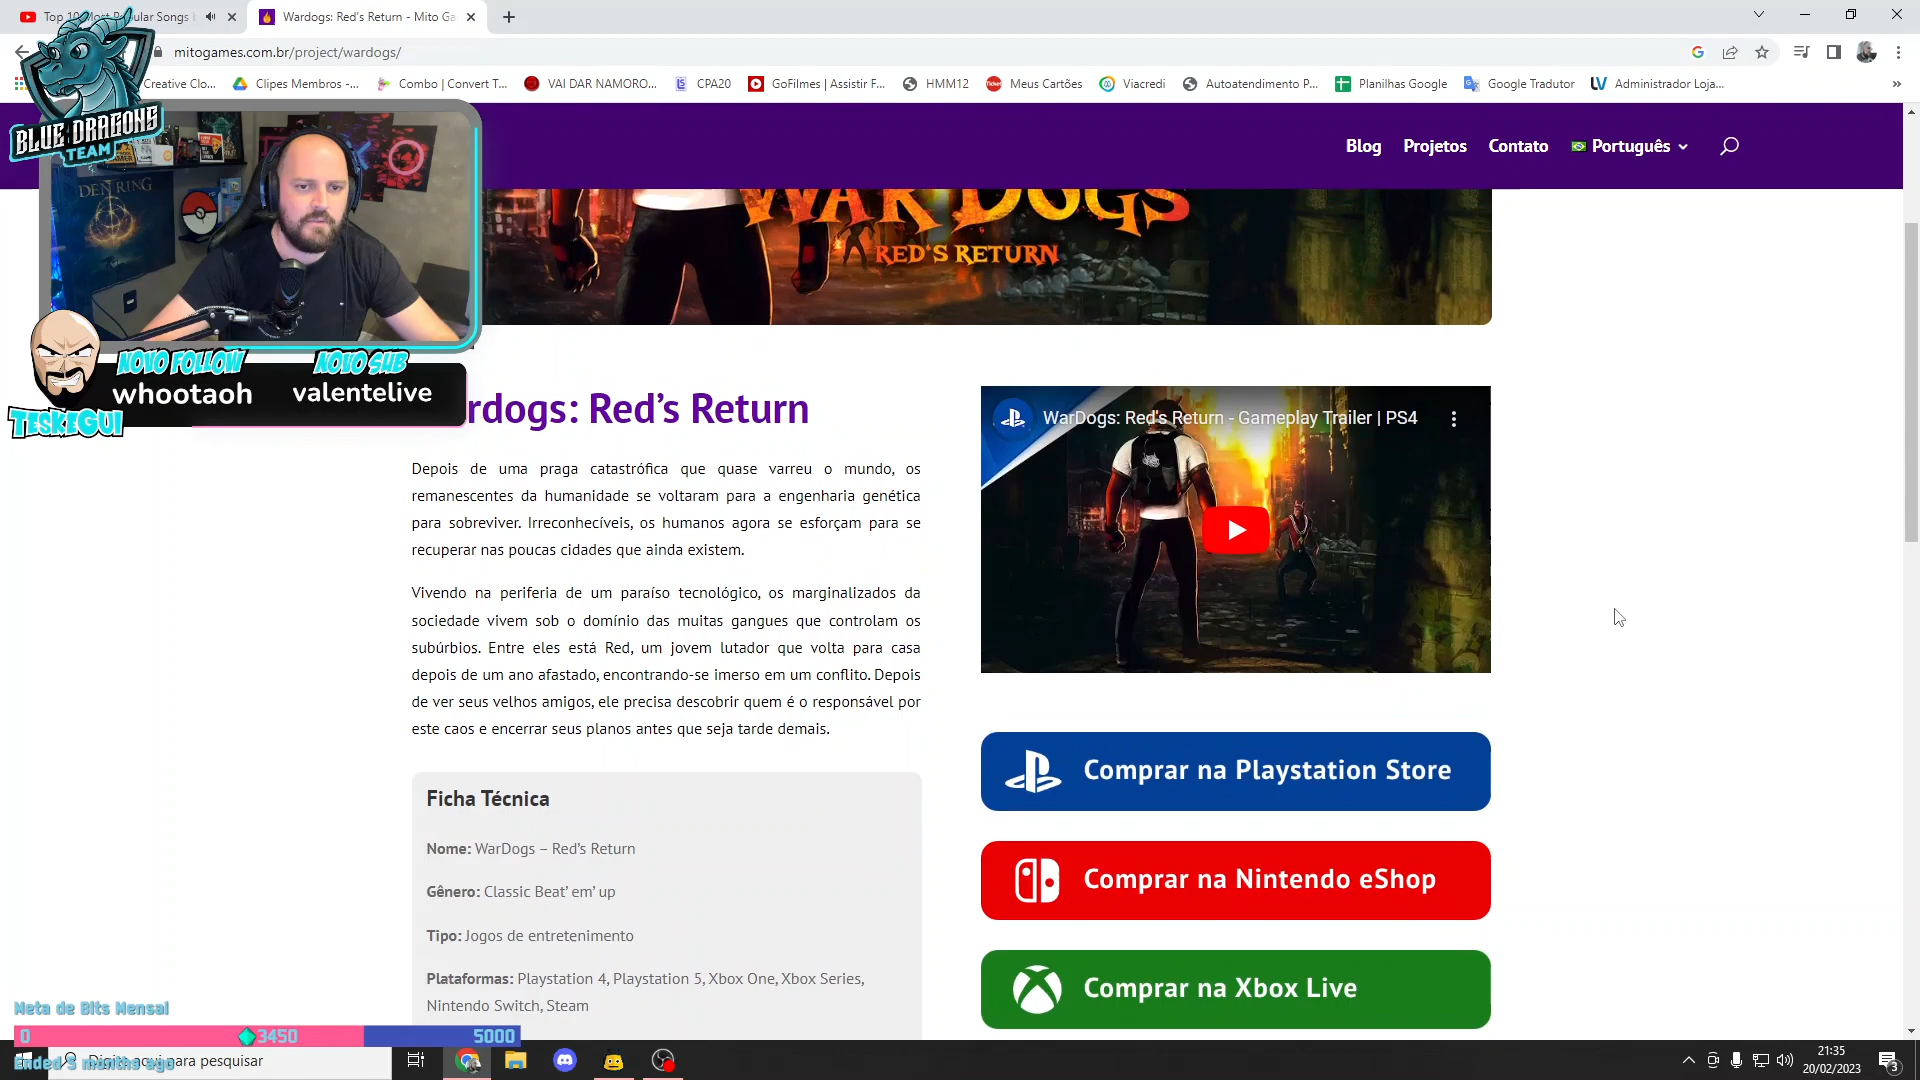 Top 10 Most Popular Songs
Wardogs: Red's Return - Mito Ga
mitogames.com.br/project/wardogs/
Creative Clo...
Clipes Membros -...
Combo | Convert T...
VAI DAR NAMORO...
CPA20
GoFilmes | Assistir F...
HMM12
Meus Cartões
Viacredi
Autoatendimento P...
Planilhas Google
Google Tradutor
Administrador Loja...
BLUE DRAGONS
TEAM
DEN RING
Blog
Projetos
Contato
Português
WAR DOGS
RED'S RETURN
NOVO FOLLOW
NOVO SUB
whootaoh
valentelive
TESKEGUI
rdogs: Red’s Return
Depois de uma praga catastrófica que quase varreu o mundo, os
remanescentes da humanidade se voltaram para a engenharia genética
para sobreviver. Irreconhecíveis, os humanos agora se esforçam para se
recuperar nas poucas cidades que ainda existem.
Vivendo na periferia de um paraíso tecnológico, os marginalizados da
sociedade vivem sob o domínio das muitas gangues que controlam os
subúrbios. Entre eles está Red, um jovem lutador que volta para casa
depois de um ano afastado, encontrando-se imerso em um conflito. Depois
de ver seus velhos amigos, ele precisa descobrir quem é o responsável por
este caos e encerrar seus planos antes que seja tarde demais.
WarDogs: Red's Return - Gameplay Trailer | PS4
Comprar na Playstation Store
Comprar na Nintendo eShop
Comprar na Xbox Live
Ficha Técnica
Nome: WarDogs – Red’s Return
Gênero: Classic Beat’ em’ up
Tipo: Jogos de entretenimento
Plataformas: Playstation 4, Playstation 5, Xbox One, Xbox Series,
Nintendo Switch, Steam
Meta de Bits Mensal
0
3450
5000
Ended 5 months ago
Digite aqui para pesquisar
21:35
20/02/2023
3